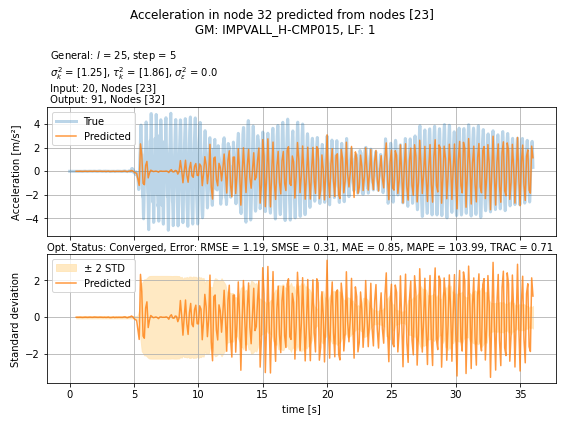 Acceleration in node 32 predicted from nodes [23]
GM: IMPVALL_H-CMP015, LF: 1
General: l = 25, step = 5
σ²ₖ = [1.25], τ²ₖ = [1.86], σ²ε = 0.0
Input: 20, Nodes [23]
Output: 91, Nodes [32]
True
Predicted
Acceleration [m/s²]
4
2
0
−2
−4
Opt. Status: Converged, Error: RMSE = 1.19, SMSE = 0.31, MAE = 0.85, MAPE = 103.99, TRAC = 0.71
± 2 STD
Predicted
Standard deviation
2
0
−2
0 5 10 15 20 25 30 35
time [s]